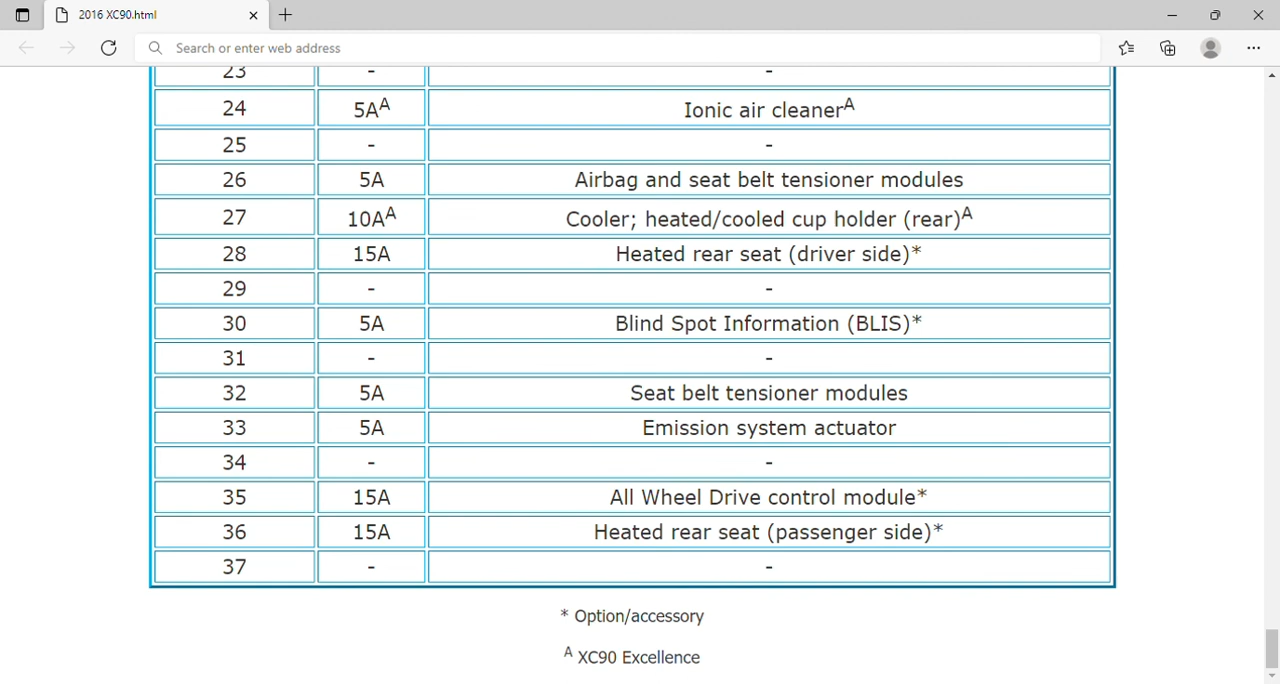 2016 XC90.html
Search or enter web address
23 - -
24 5Aᴬ Ionic air cleanerᴬ
25 - -
26 5A Airbag and seat belt tensioner modules
27 10Aᴬ Cooler; heated/cooled cup holder (rear)ᴬ
28 15A Heated rear seat (driver side)*
29 - -
30 5A Blind Spot Information (BLIS)*
31 - -
32 5A Seat belt tensioner modules
33 5A Emission system actuator
34 - -
35 15A All Wheel Drive control module*
36 15A Heated rear seat (passenger side)*
37 - -
* Option/accessory
ᴬ XC90 Excellence